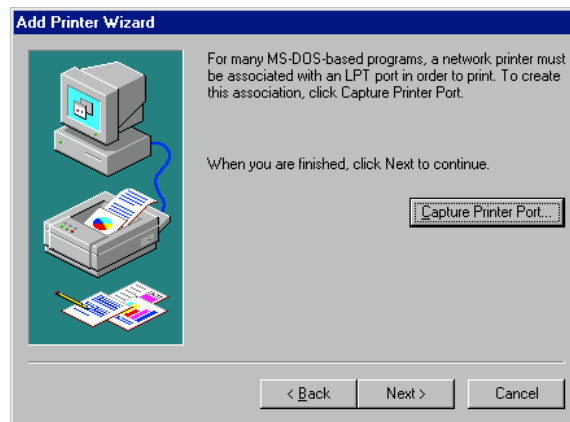 Add Printer Wizard
For many MS-DOS-based programs, a network printer must
be associated with an LPT port in order to print. To create
this association, click Capture Printer Port.
When you are finished, click Next to continue.
Capture Printer Port...
< Back
Next >
Cancel